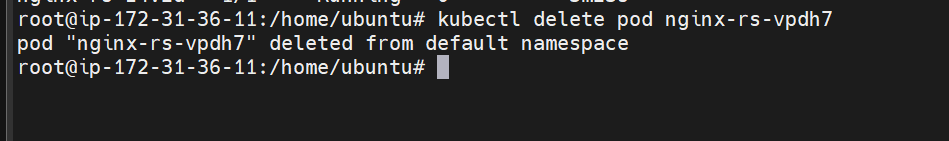 root@ip-172-31-36-11:/home/ubuntu# kubectl delete pod nginx-rs-vpdh7
pod "nginx-rs-vpdh7" deleted from default namespace
root@ip-172-31-36-11:/home/ubuntu#